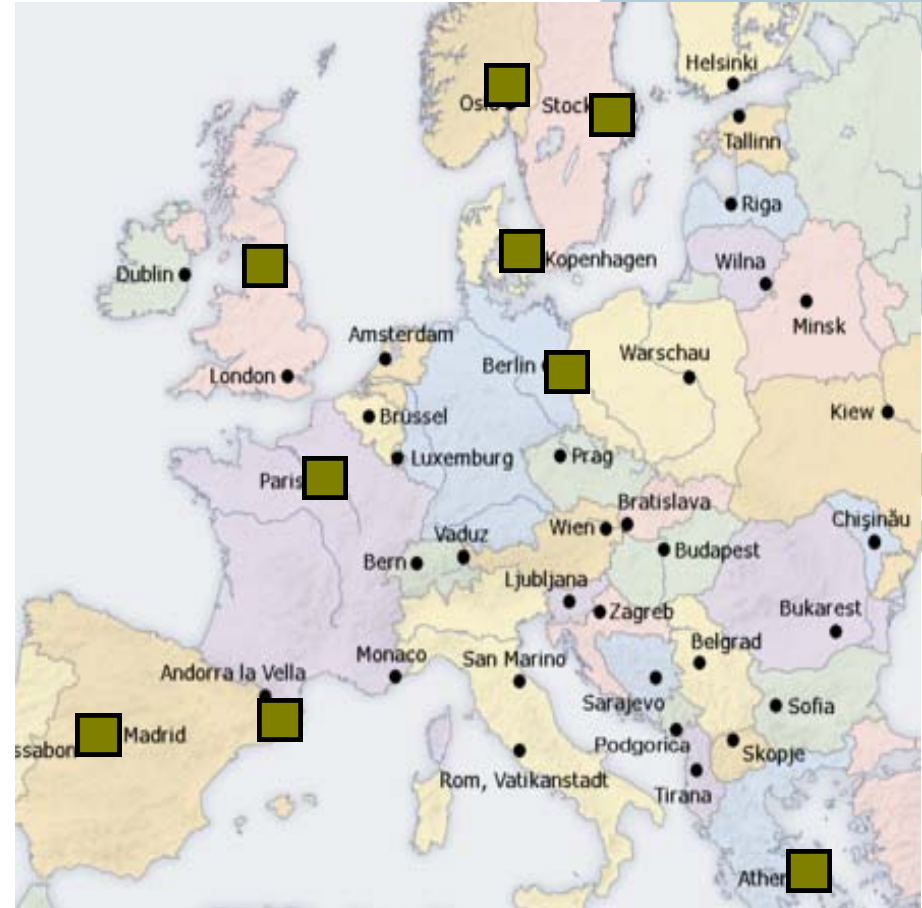 Helsinki
Oslo
Stock
Tallinn
Riga
Wilna
Kopenhagen
Dublin
Minsk
Amsterdam
Warschau
Berlin
London
Kiew
Brüssel
Luxemburg
Prag
Paris
Bratislava
Chişinău
Wien
Vaduz
Budapest
Bern
Ljubljana
Zagreb
Bukarest
Belgrad
Monaco
San Marino
Andorra la Vella
Sarajevo
Sofia
Madrid
ssabon
Podgorica
Skopje
Rom, Vatikanstadt
Tirana
Ather